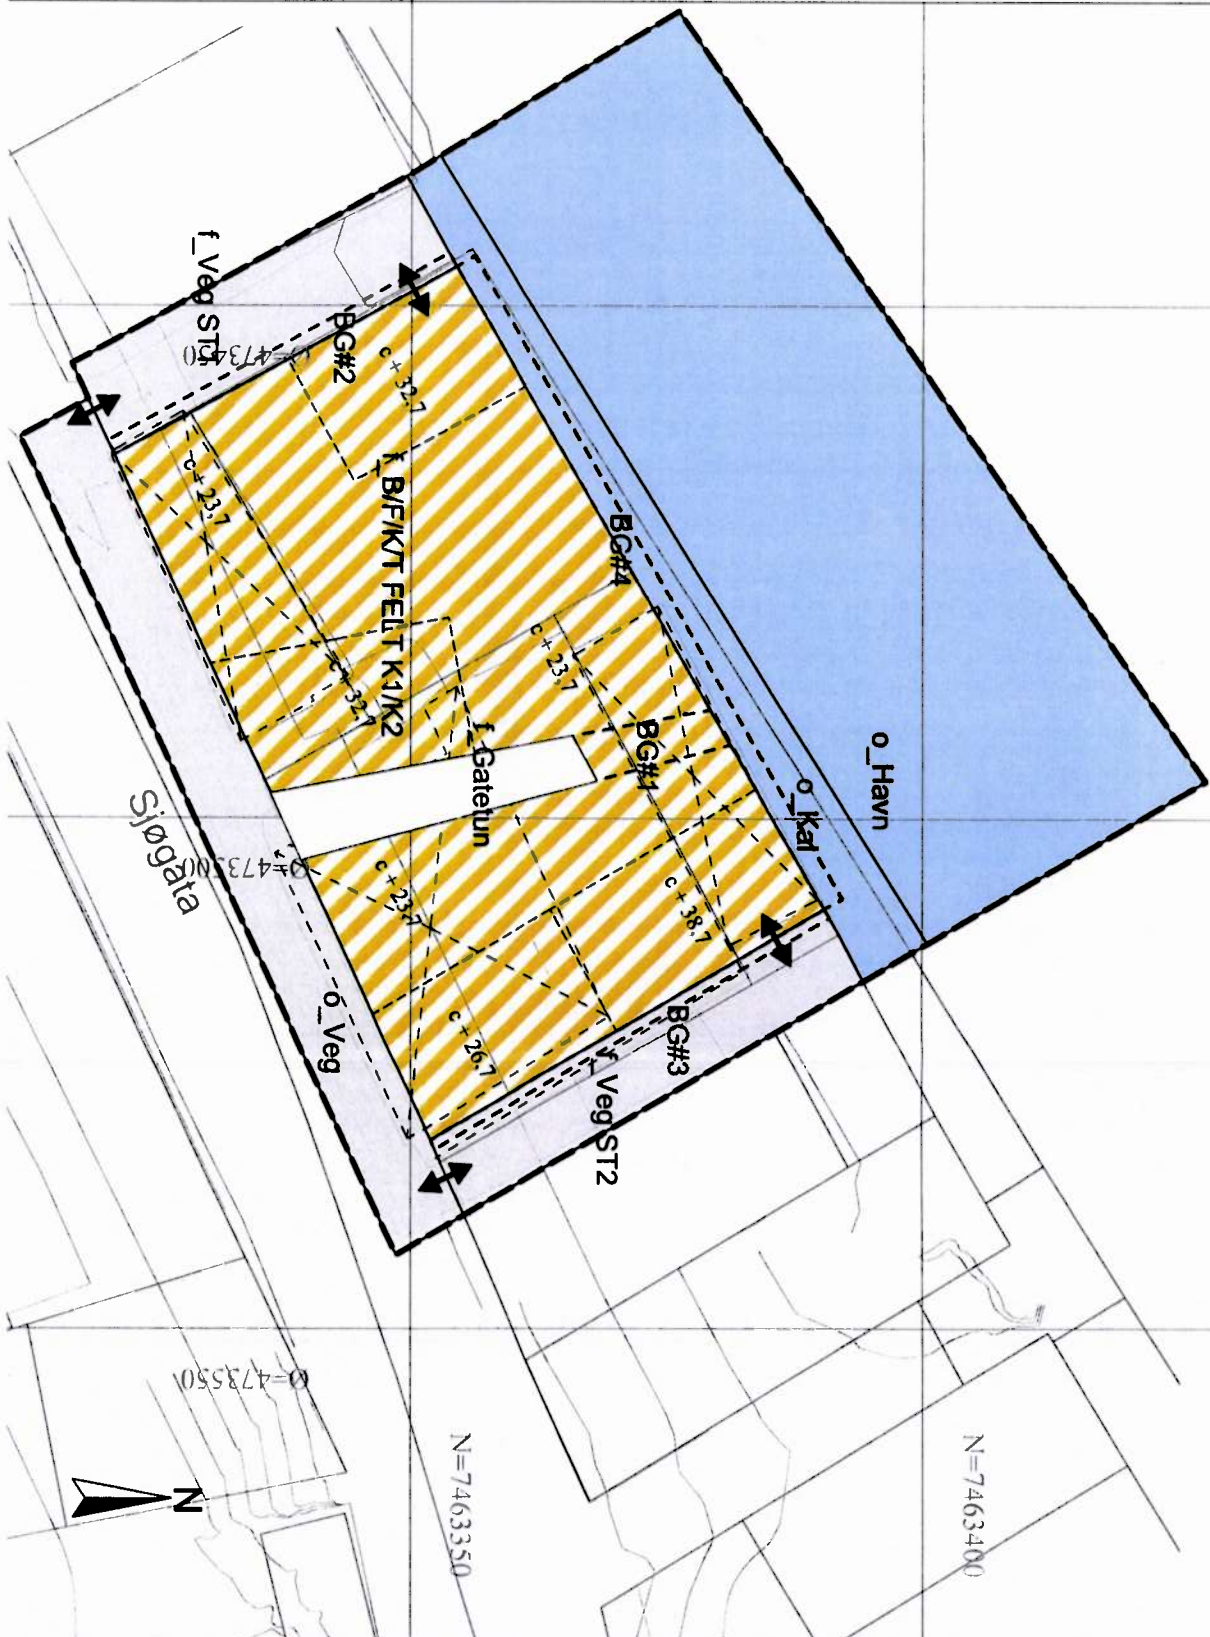 o_Havn
N=7463400
o_Kai
BG#4
BG#1
c + 38,7
BG#3
c + 23,7
f_Veg ST2
f_Gatetun
c + 26,7
N=7463350
c + 32,7
f_B/F/K/T FELT K1/K2
BG#2
c + 32,7
c + 23,7
o_Veg
Ø=473450
Ø=473500
Ø=473550
f_Veg ST1
c + 23,7
Sjøgata
N